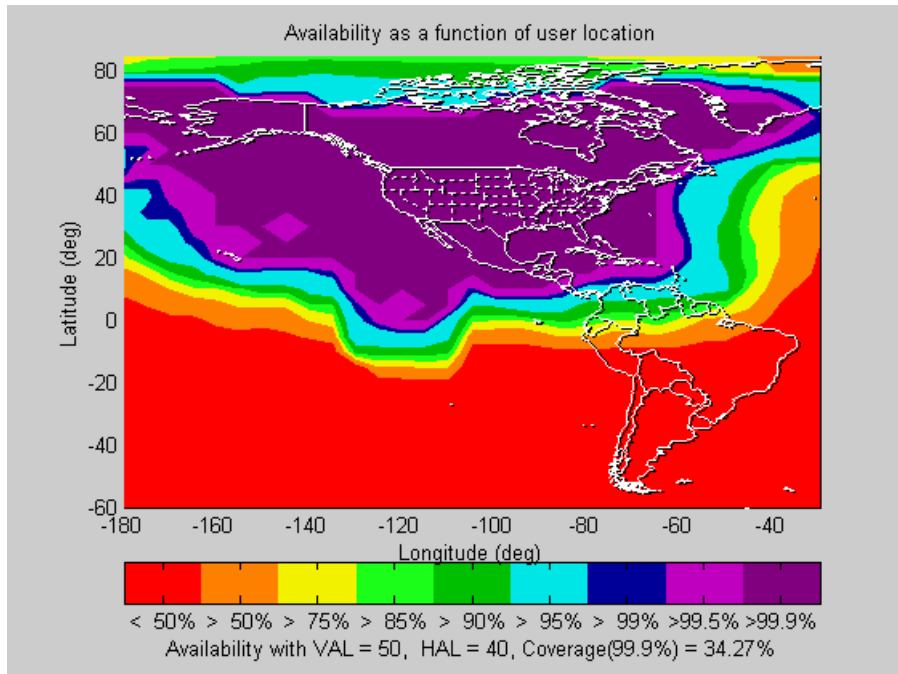 Availability as a function of user location
80
60
40
20
0
-20
-40
-60
Latitude (deg)
-180 -160 -140 -120 -100 -80 -60 -40
Longitude (deg)
< 50% > 50% > 75% > 85% > 90% > 95% > 99% >99.5% >99.9%
Availability with VAL = 50, HAL = 40, Coverage(99.9%) = 34.27%